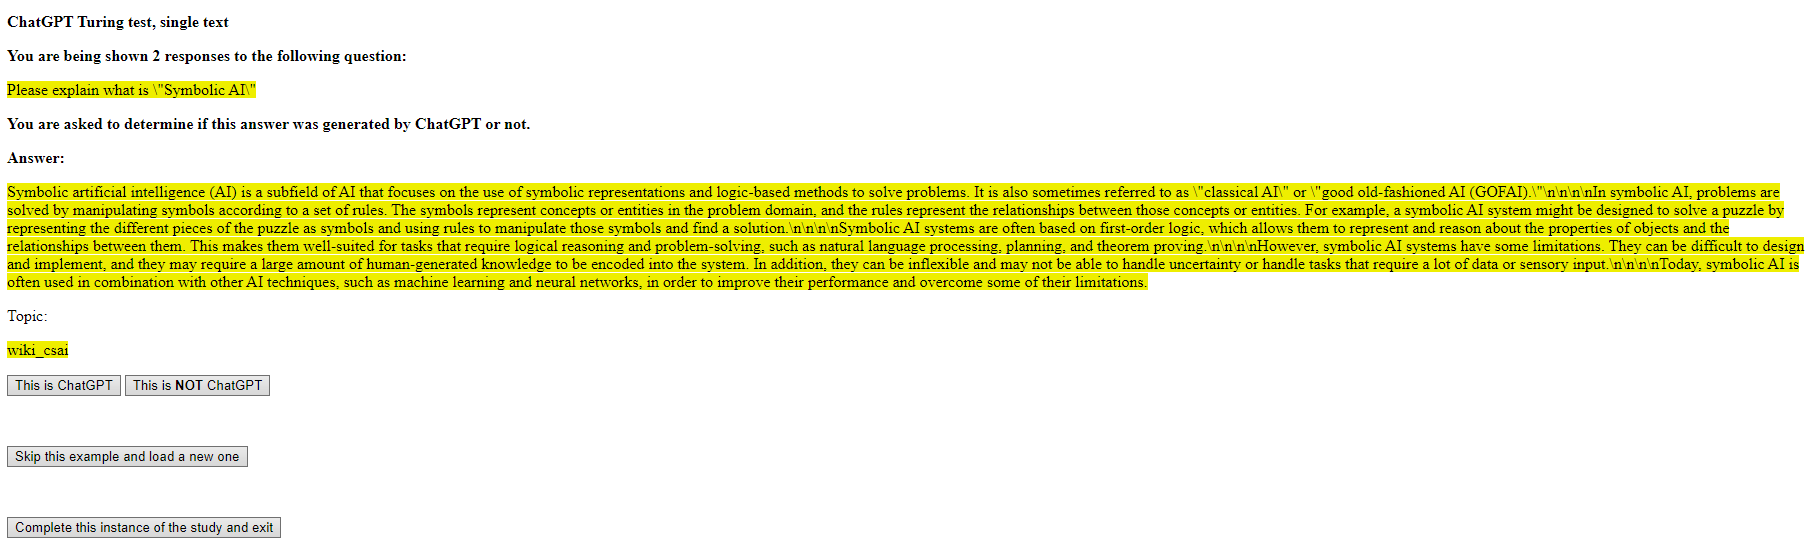 ChatGPT Turing test, single text
You are being shown 2 responses to the following question:
Please explain what is \"Symbolic AI\"
You are asked to determine if this answer was generated by ChatGPT or not.
Answer:
Symbolic artificial intelligence (AI) is a subfield of AI that focuses on the use of symbolic representations and logic-based methods to solve problems. It is also sometimes referred to as \"classical AI\" or \"good old-fashioned AI (GOFAI).\"\n\n\n\nIn symbolic AI, problems are
solved by manipulating symbols according to a set of rules. The symbols represent concepts or entities in the problem domain, and the rules represent the relationships between those concepts or entities. For example, a symbolic AI system might be designed to solve a puzzle by
representing the different pieces of the puzzle as symbols and using rules to manipulate those symbols and find a solution.\n\n\n\nSymbolic AI systems are often based on first-order logic, which allows them to represent and reason about the properties of objects and the
relationships between them. This makes them well-suited for tasks that require logical reasoning and problem-solving, such as natural language processing, planning, and theorem proving.\n\n\n\nHowever, symbolic AI systems have some limitations. They can be difficult to design
and implement, and they may require a large amount of human-generated knowledge to be encoded into the system. In addition, they can be inflexible and may not be able to handle uncertainty or handle tasks that require a lot of data or sensory input.\n\n\n\nToday, symbolic AI is
often used in combination with other AI techniques, such as machine learning and neural networks, in order to improve their performance and overcome some of their limitations.
Topic:
wiki_csai
This is ChatGPT This is NOT ChatGPT
Skip this example and load a new one
Complete this instance of the study and exit